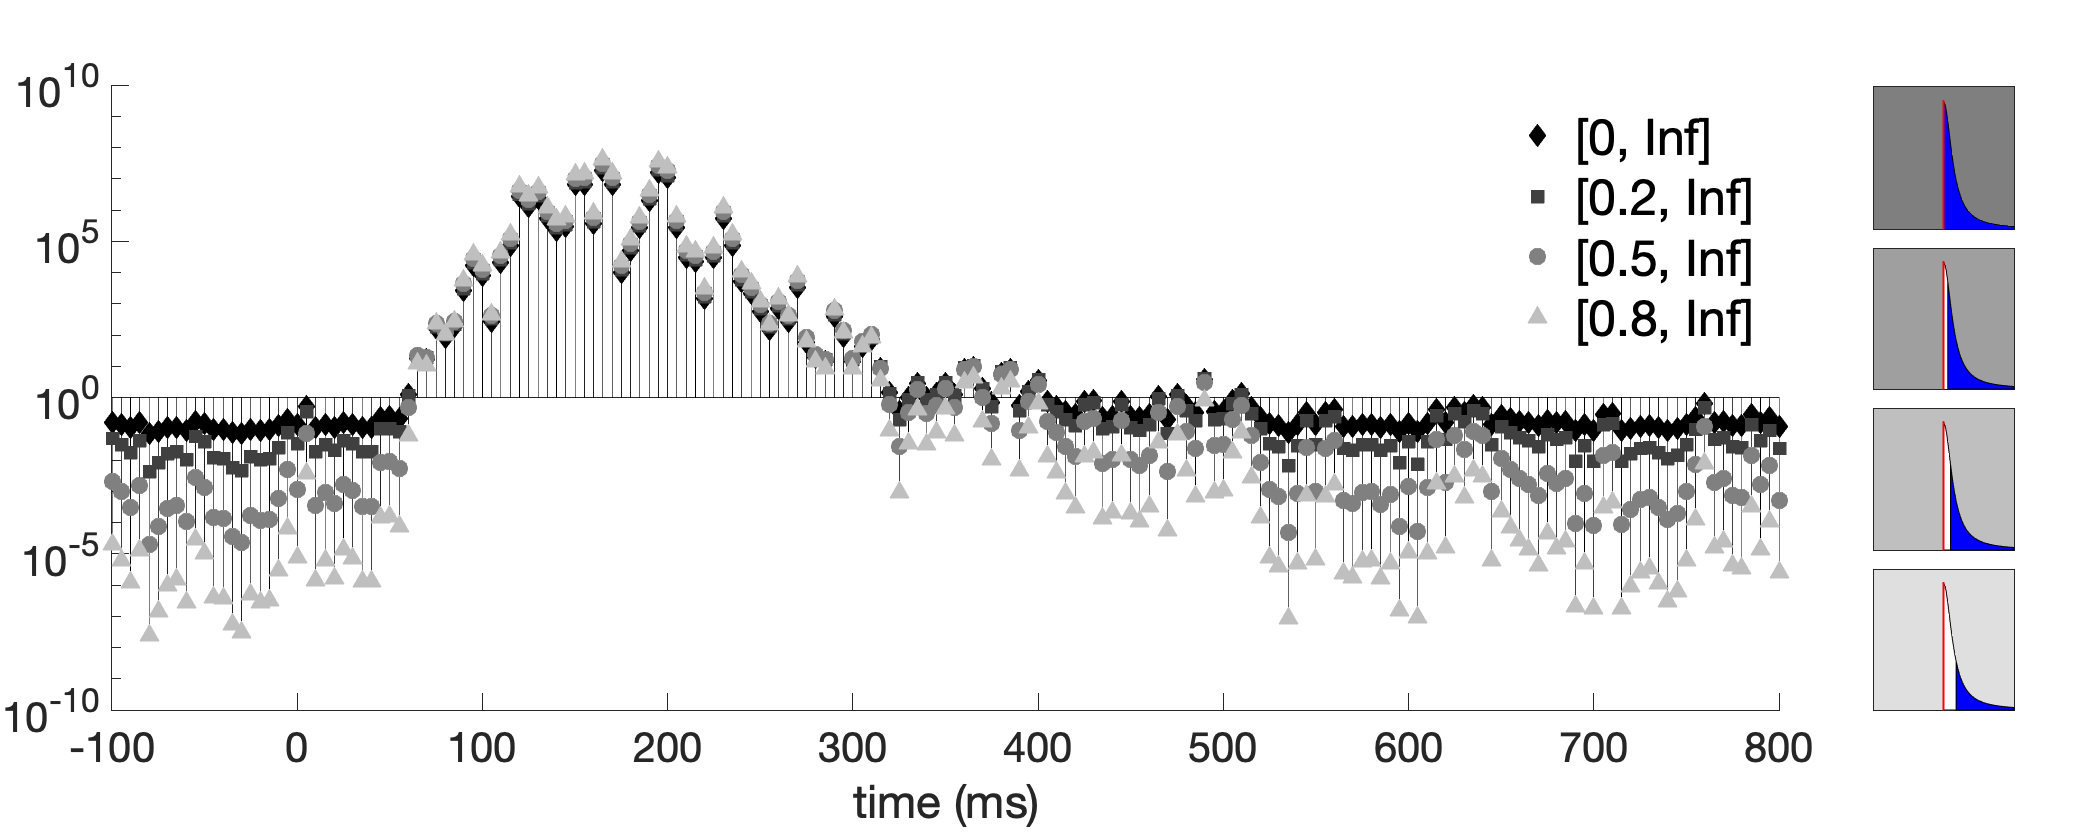 10^10
10^5
10^0
10^-5
10^-10
-100 0 100 200 300 400 500 600 700 800
time (ms)
[0, Inf]
[0.2, Inf]
[0.5, Inf]
[0.8, Inf]